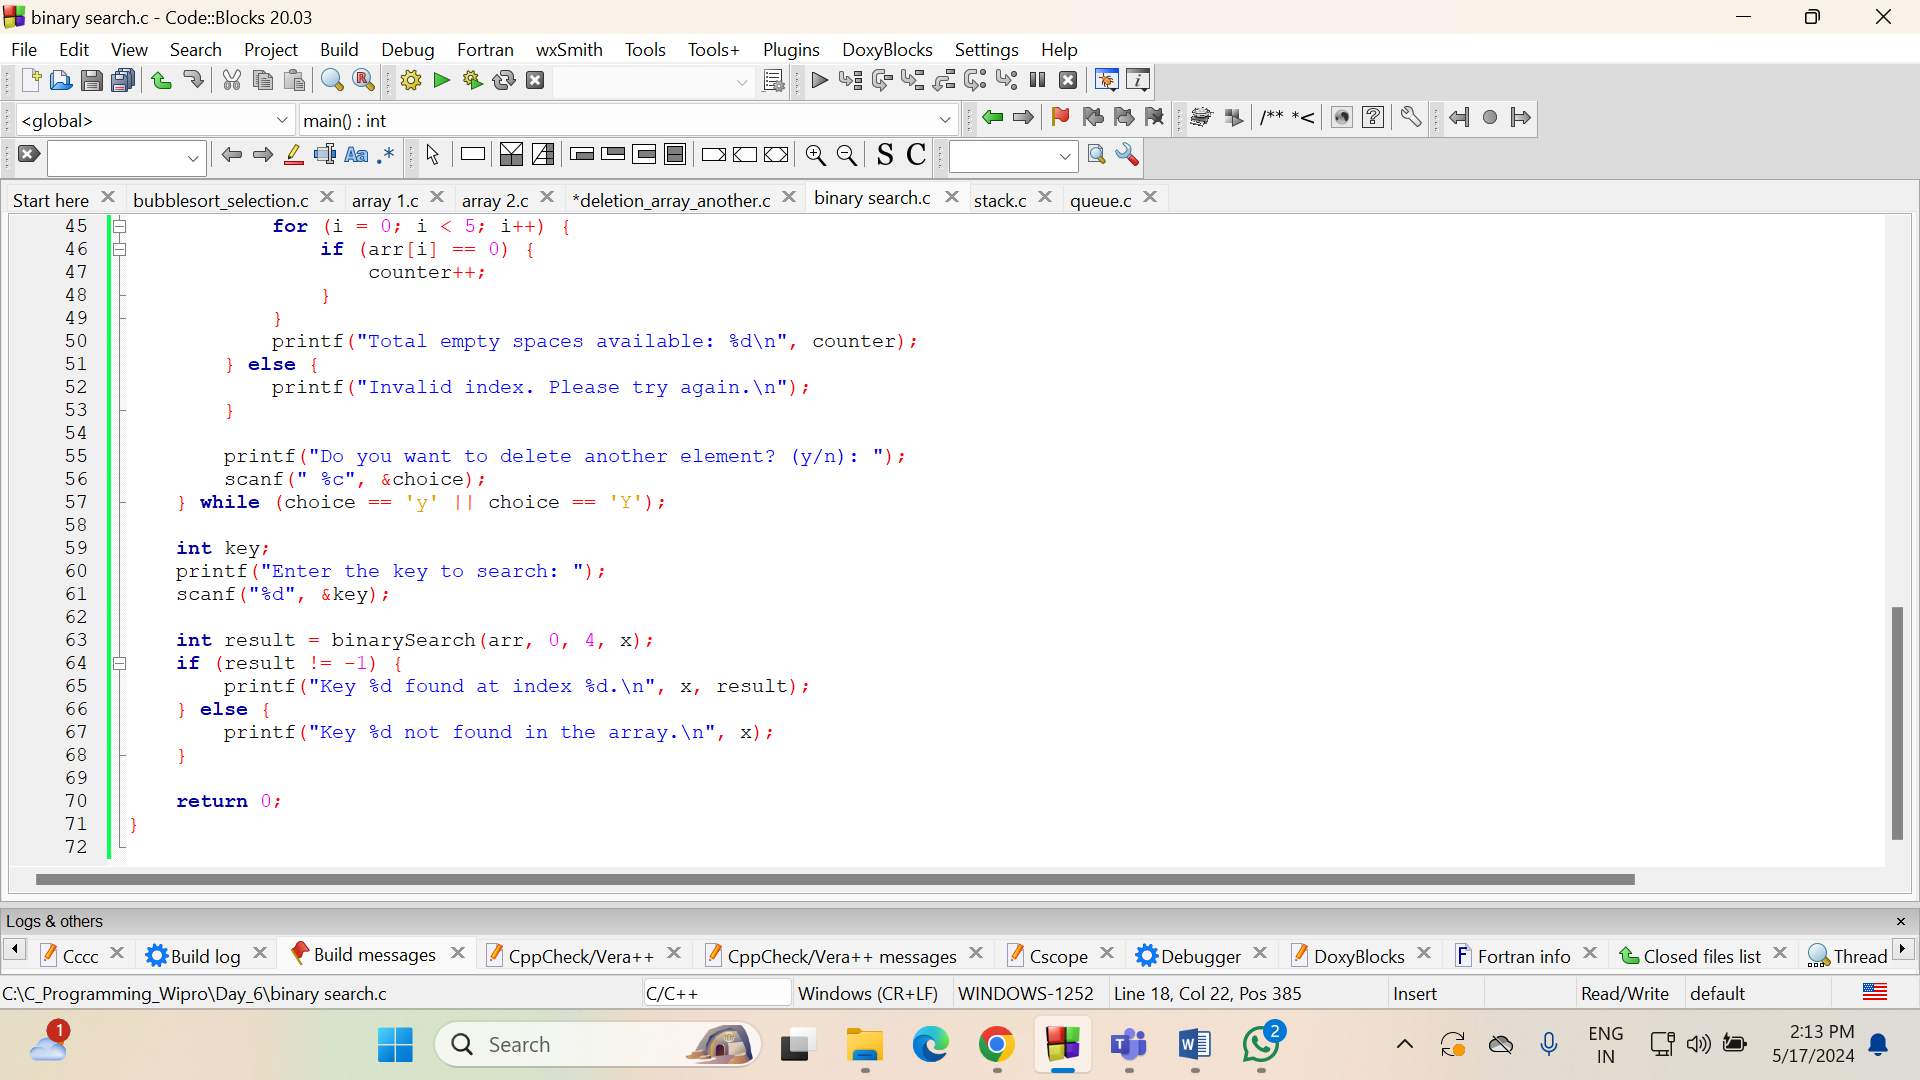 binary search.c - Code::Blocks 20.03
File Edit View Search Project Build Debug Fortran wxSmith Tools Tools+ Plugins DoxyBlocks Settings Help
<global> main() : int /** *<
Aa .* S C
Start here bubblesort_selection.c array 1.c array 2.c *deletion_array_another.c binary search.c stack.c queue.c
45 for (i = 0; i < 5; i++) {
46 if (arr[i] == 0) {
47 counter++;
48 }
49 }
50 printf("Total empty spaces available: %d\n", counter);
51 } else {
52 printf("Invalid index. Please try again.\n");
53 }
54
55 printf("Do you want to delete another element? (y/n): ");
56 scanf(" %c", &choice);
57 } while (choice == 'y' || choice == 'Y');
58
59 int key;
60 printf("Enter the key to search: ");
61 scanf("%d", &key);
62
63 int result = binarySearch(arr, 0, 4, x);
64 if (result != -1) {
65 printf("Key %d found at index %d.\n", x, result);
66 } else {
67 printf("Key %d not found in the array.\n", x);
68 }
69
70 return 0;
71 }
72
Logs & others
Cccc Build log Build messages CppCheck/Vera++ CppCheck/Vera++ messages Cscope Debugger DoxyBlocks Fortran info Closed files list Thread
C:\C_Programming_Wipro\Day_6\binary search.c C/C++ Windows (CR+LF) WINDOWS-1252 Line 18, Col 22, Pos 385 Insert Read/Write default
1 Search 2 ENG 2:13 PM
IN 5/17/2024